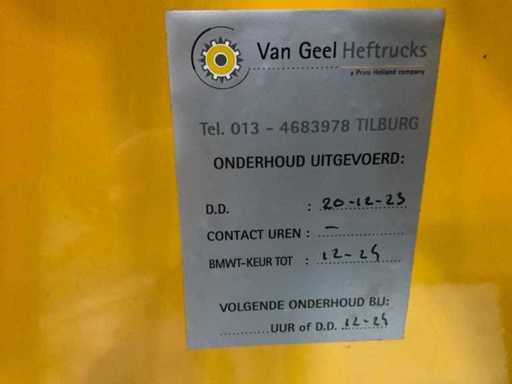 Van Geel Heftrucks
a Prins Holland company
Tel. 013 - 4683978 TILBURG
ONDERHOUD UITGEVOERD:
D.D. : 20-12-23
CONTACT UREN : -
BMWT-KEUR TOT : 12-24
VOLGENDE ONDERHOUD BIJ:
...........UUR of D.D. 12-24